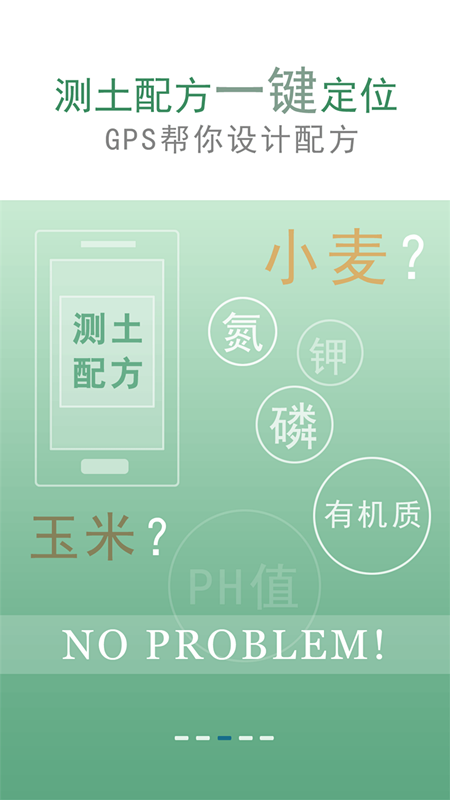 测土配方一键定位
GPS帮你设计配方
小麦?
测土
配方
氮
钾
磷
有机质
玉米?
PH值
NO PROBLEM!